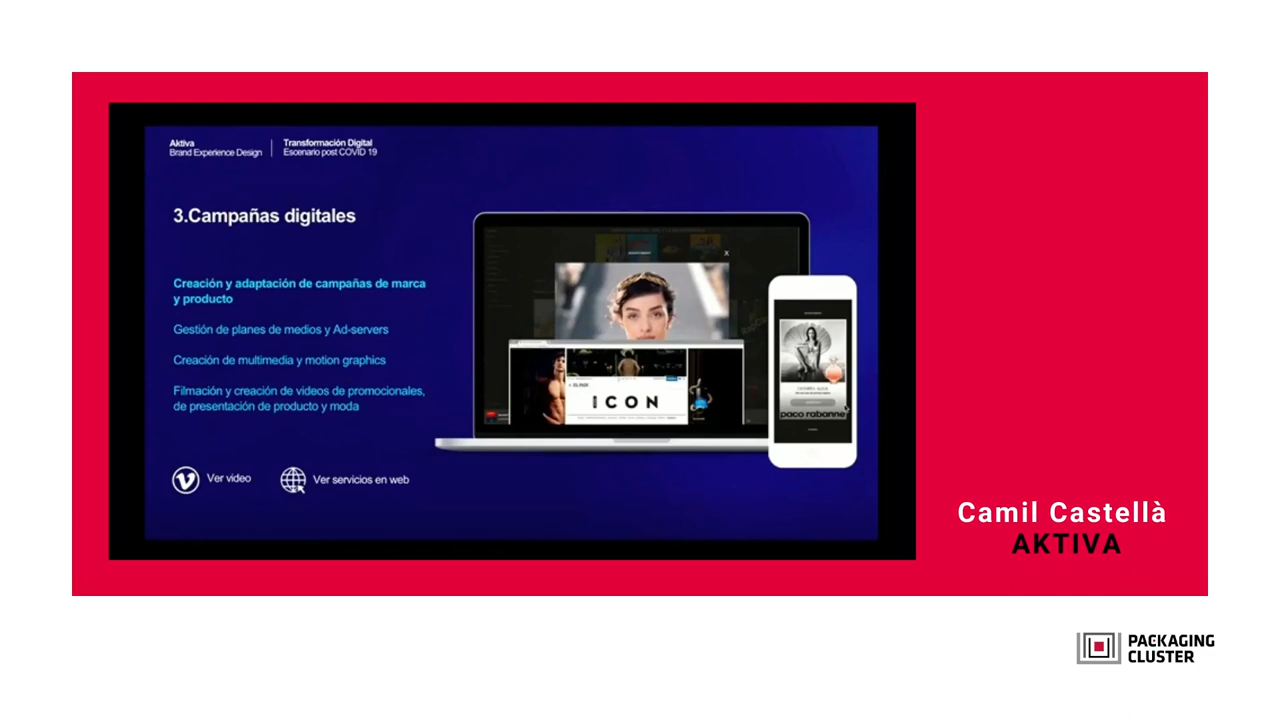 Aktiva
Brand Experience Design
Transformación Digital
Escenario post COVID 19
3.Campañas digitales
Creación y adaptación de campañas de marca
y producto
Gestión de planes de medios y Ad-servers
Creación de multimedia y motion graphics
Filmación y creación de videos de promocionales,
de presentación de producto y moda
Ver video
Ver servicios en web
X
EL PAÍS
ICON
paco rabanne
Camil Castellà
AKTIVA
PACKAGING
CLUSTER